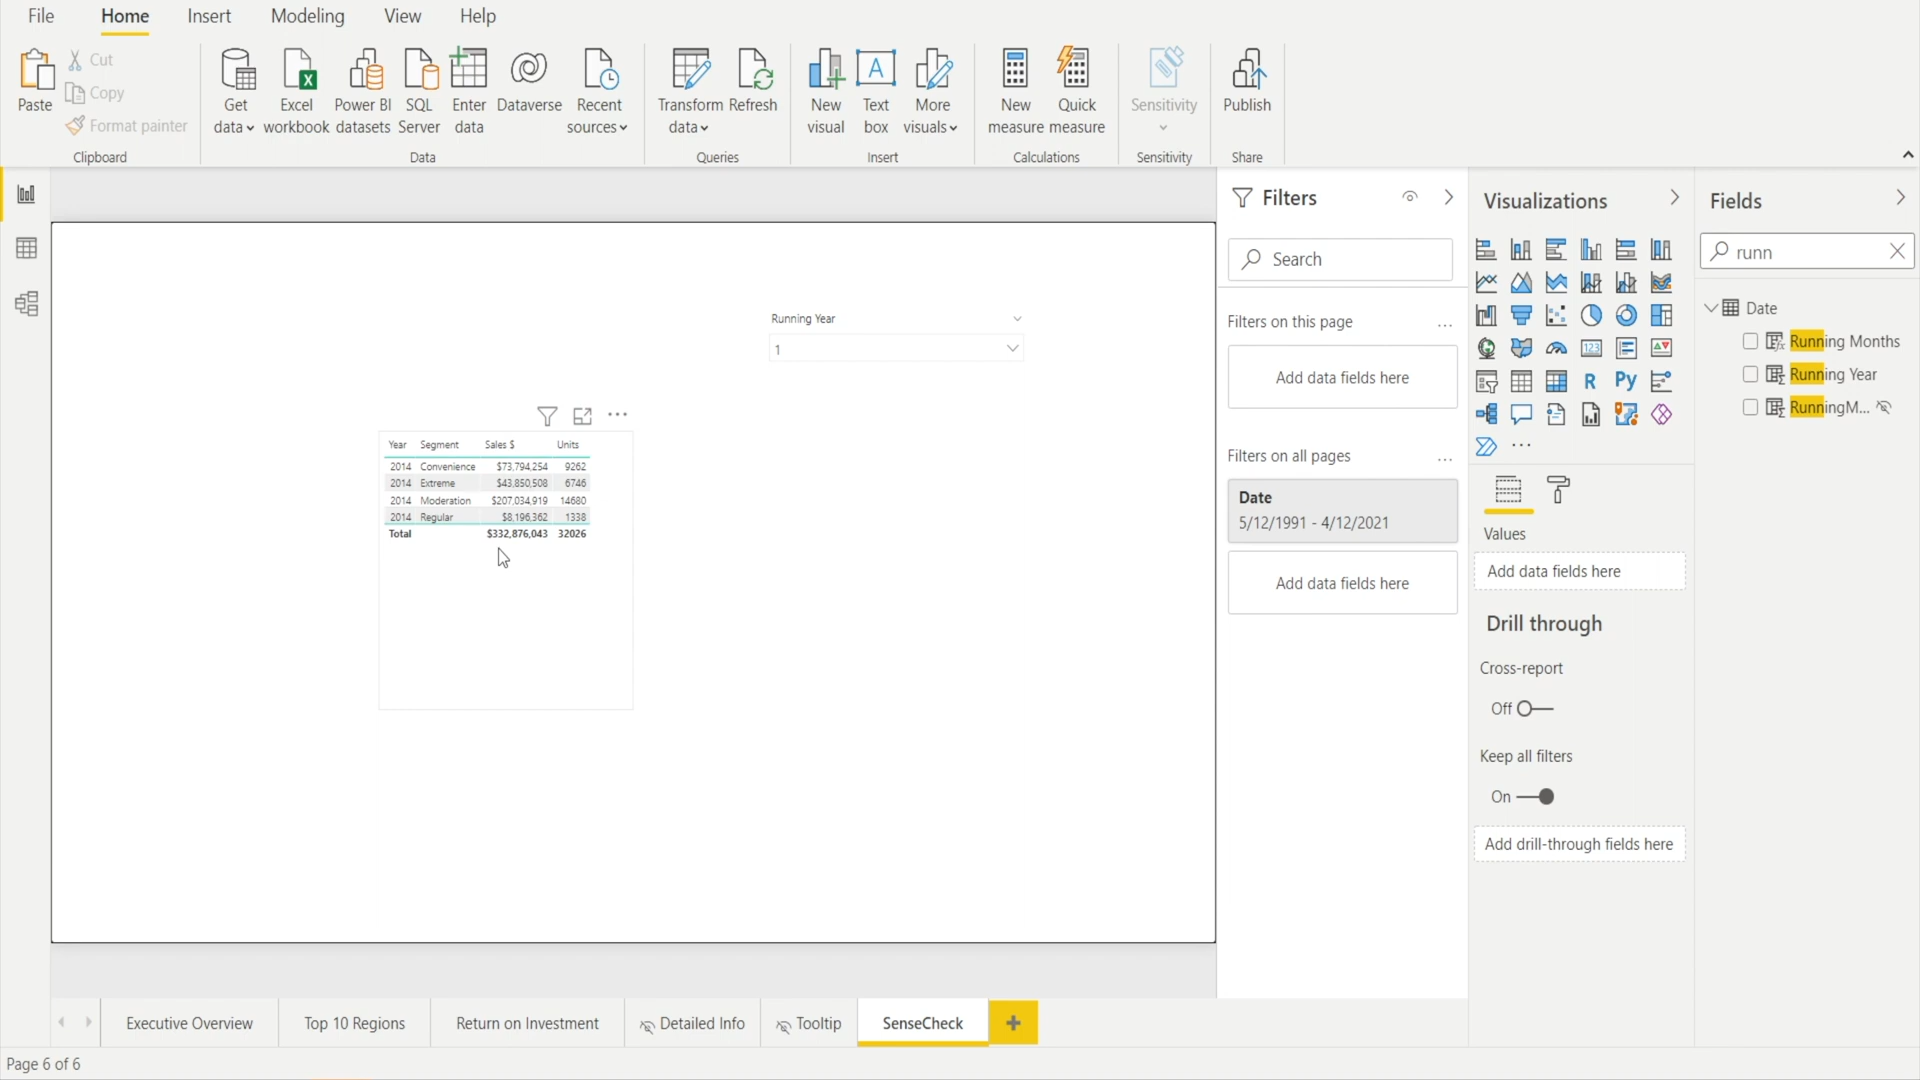 File Home Insert Modeling View Help
Paste
Cut
Copy
Format painter
Clipboard
Get data
Excel workbook
Power BI datasets
SQL Server
Enter data
Dataverse
Recent sources
Data
Transform data
Refresh
Queries
New visual
Text box
More visuals
Insert
New measure
Quick measure
Calculations
Sensitivity
Sensitivity
Publish
Share
Running Year
1
Year Segment Sales $ Units
2014 Convenience $73,794,254 9262
2014 Extreme $43,850,508 6746
2014 Moderation $207,034,919 14680
2014 Regular $8,196,362 1338
Total $332,876,043 32026
Filters
Search
Filters on this page
Add data fields here
Filters on all pages
Date
5/12/1991 - 4/12/2021
Add data fields here
Visualizations
123
R
Py
Values
Add data fields here
Drill through
Cross-report
Off
Keep all filters
On
Add drill-through fields here
Fields
runn
Date
Running Months
Running Year
RunningM...
Executive Overview
Top 10 Regions
Return on Investment
Detailed Info
Tooltip
SenseCheck
Page 6 of 6